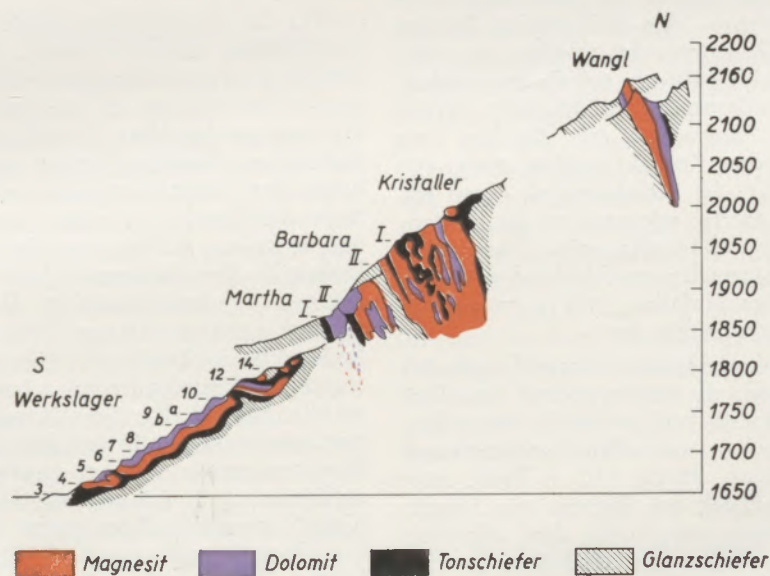 N
2200
Wangl
2160
2100
2050
Kristaller
2000
Barbara I
1950
II
Martha II
1900
I
1850
S
14
1800
12
Werkslager
10
1750
9 b a
8
7
1700
6
5
4
3
1650
Magnesit
Dolomit
Tonschiefer
Glanzschiefer